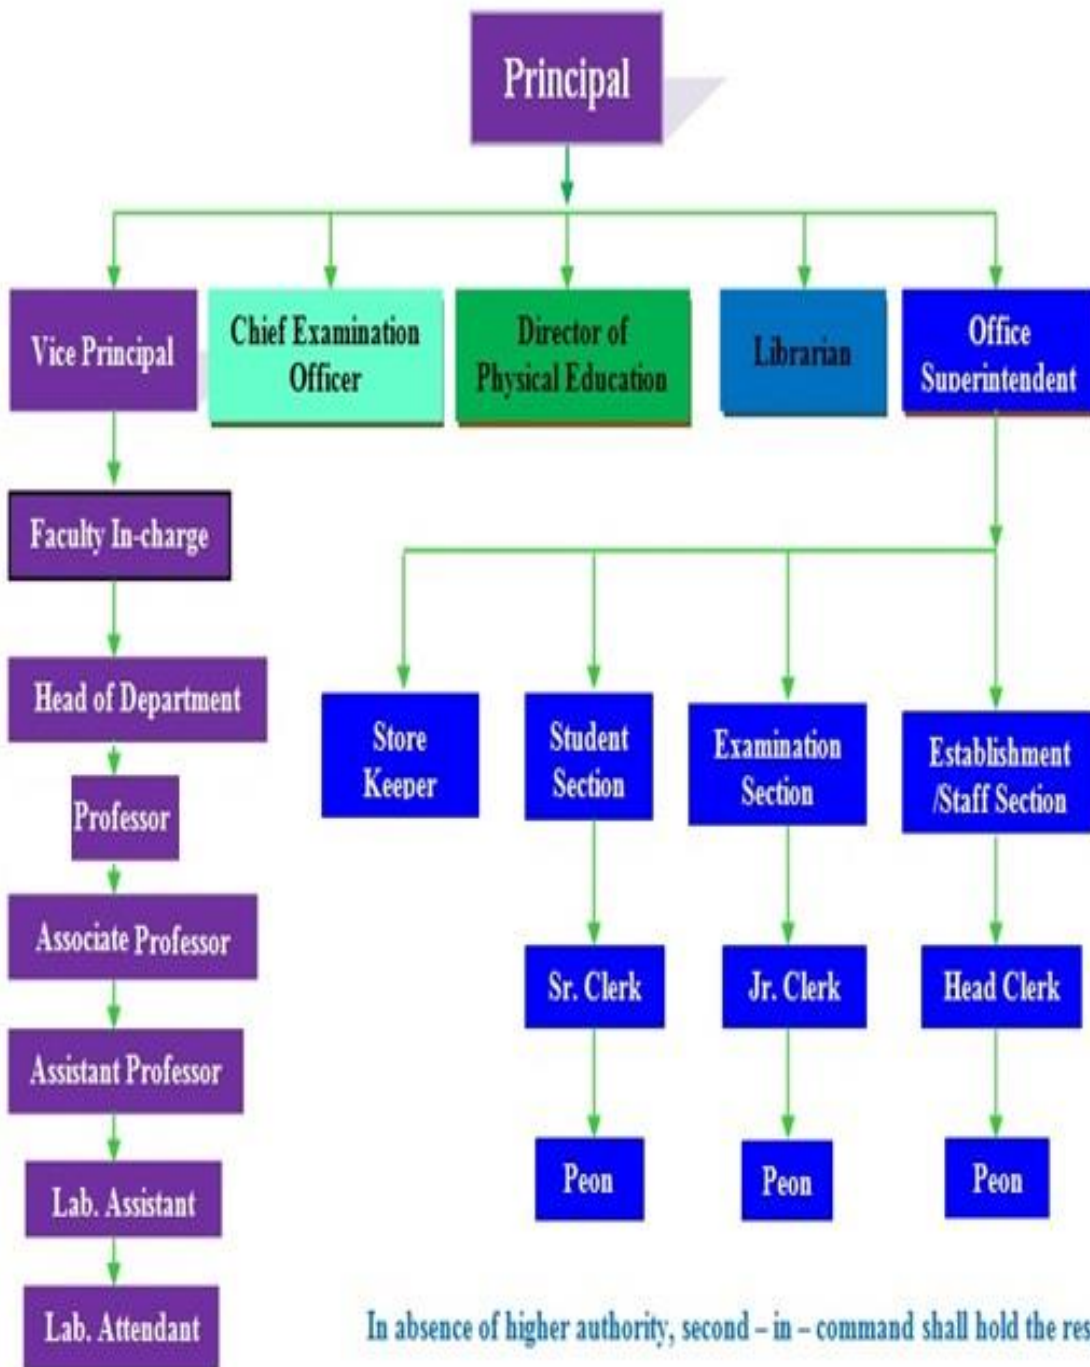 Principal
Vice Principal
Chief Examination
Officer
Director of
Physical Education
Librarian
Office
Superintendent
Faculty In-charge
Head of Department
Professor
Associate Professor
Assistant Professor
Lab. Assistant
Lab. Attendant
Store
Keeper
Student
Section
Examination
Section
Establishment
/Staff Section
Sr. Clerk
Jr. Clerk
Head Clerk
Peon
Peon
Peon
In absence of higher authority, second – in – command shall hold the res